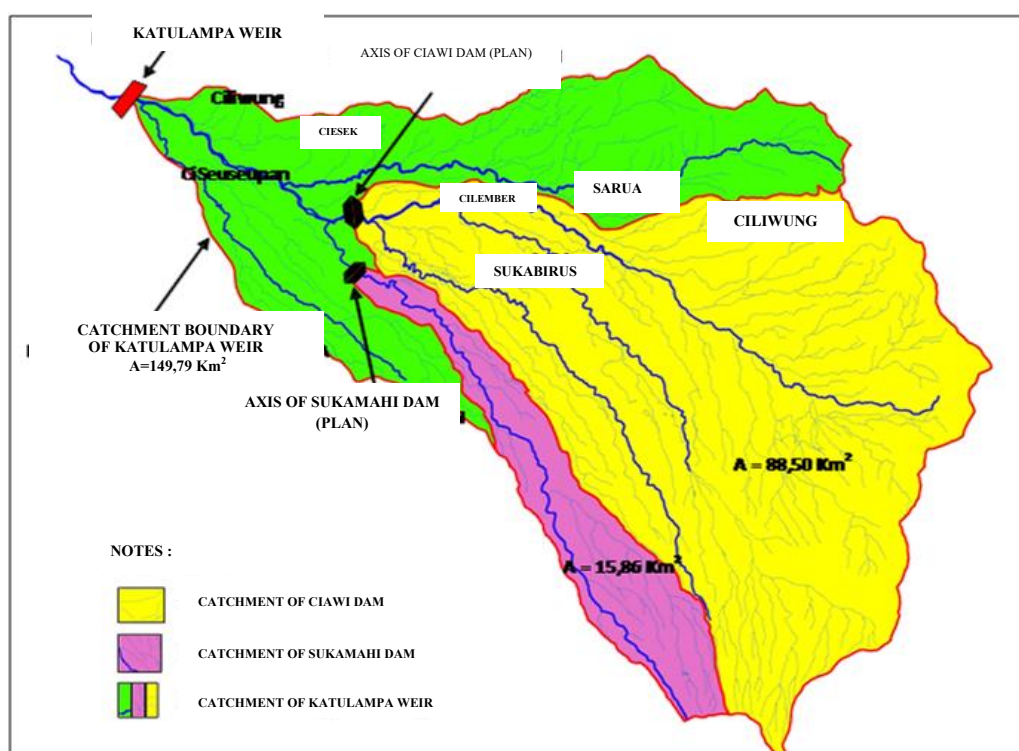 KATULAMPA WEIR
AXIS OF CIAWI DAM (PLAN)
Ciliwung
CIESEK
CiSeuseupan
SARUA
CILEMBER
CILIWUNG
SUKABIRUS
CATCHMENT BOUNDARY
OF KATULAMPA WEIR
A=149,79 Km²
AXIS OF SUKAMAHI DAM
(PLAN)
A = 88,50 Km²
A = 15,86 Km²
NOTES :
CATCHMENT OF CIAWI DAM
CATCHMENT OF SUKAMAHI DAM
CATCHMENT OF KATULAMPA WEIR